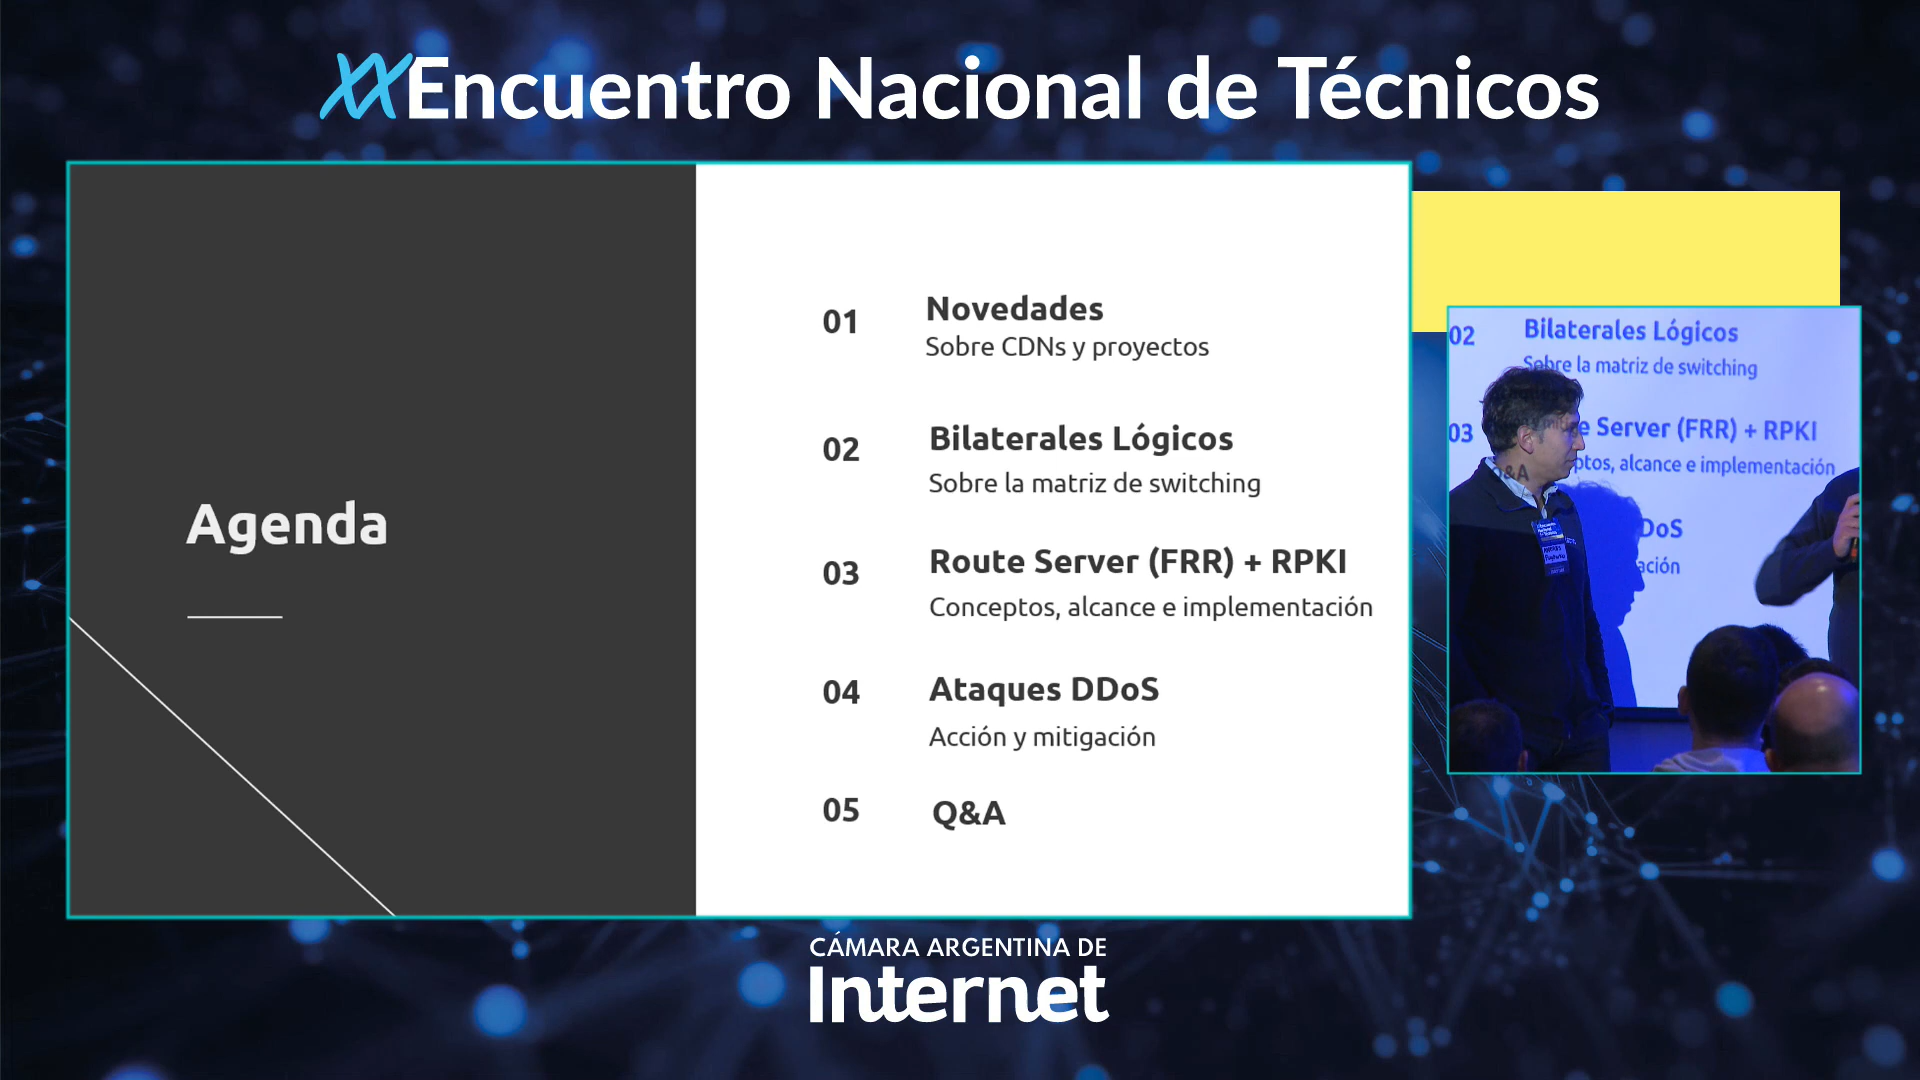 XX Encuentro Nacional de Técnicos
Agenda
01
Novedades
Sobre CDNs y proyectos
02
Bilaterales Lógicos
Sobre la matriz de switching
03
Route Server (FRR) + RPKI
Conceptos, alcance e implementación
04
Ataques DDoS
Acción y mitigación
05
Q&A
02
Bilaterales Lógicos
Sobre la matriz de switching
03
e Server (FRR) + RPKI
ptos, alcance e implementación
DoS
ación
Q&A
CÁMARA ARGENTINA DE
Internet